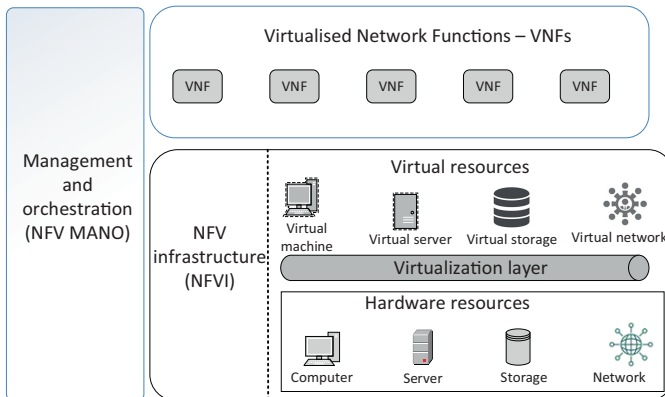 Virtualised Network Functions – VNFs
VNF VNF VNF VNF VNF
Management
and
orchestration
(NFV MANO)
NFV
infrastructure
(NFVI)
Virtual resources
Virtual
machine
Virtual server
Virtual storage
Virtual network
Virtualization layer
Hardware resources
Computer
Server
Storage
Network